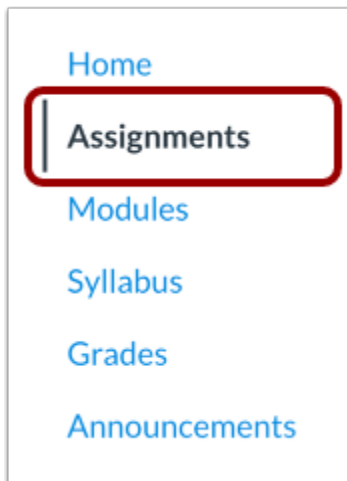 Home
Assignments
Modules
Syllabus
Grades
Announcements